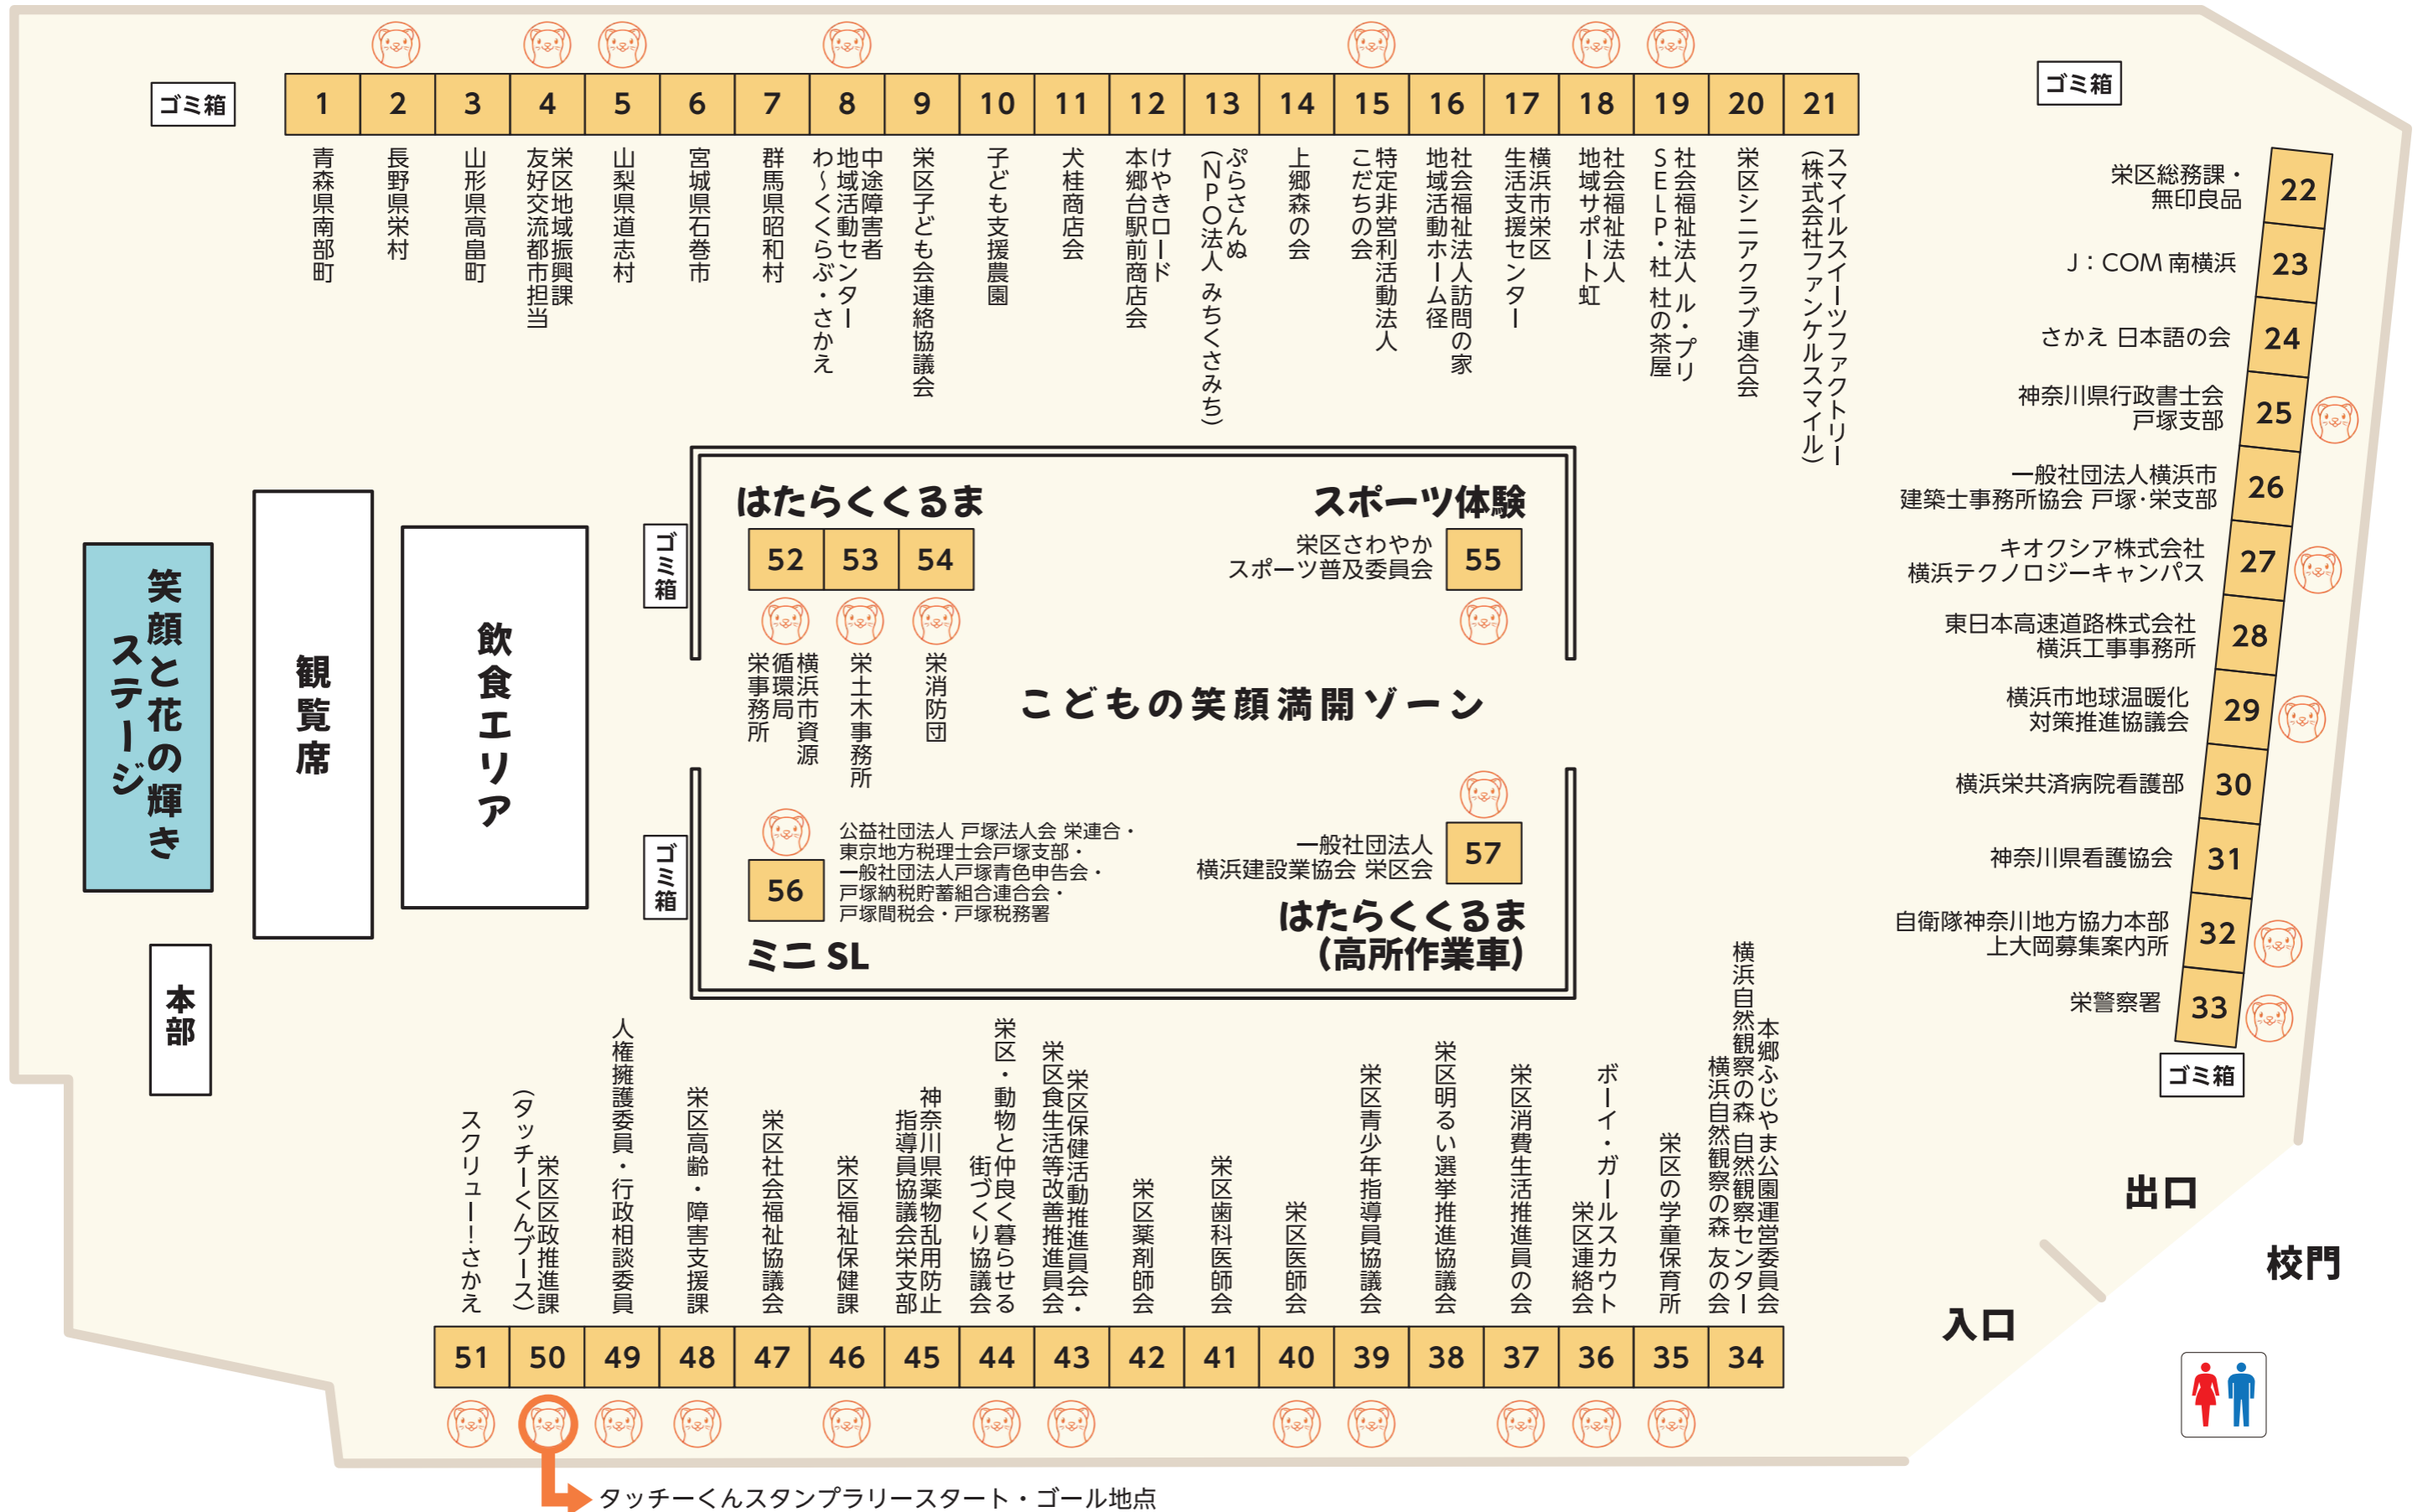 ゴミ箱
1
2
3
4
5
6
7
8
9
10
11
12
13
14
15
16
17
18
19
20
21
ゴミ箱
青森県南部町
長野県栄村
山形県高畠町
栄区地域振興課
友好交流都市担当
山梨県道志村
宮城県石巻市
群馬県昭和村
中途障害者
地域活動センター
わ～くくらぶ・さかえ
栄区子ども会連絡協議会
子ども支援農園
犬桂商店会
けやきロード
本郷台駅前商店会
ぷらさんぬ
（NPO法人 みちくさみち）
上郷森の会
特定非営利活動法人
こだちの会
社会福祉法人訪問の家
地域活動ホーム径
横浜市栄区
生活支援センター
社会福祉法人
地域サポート虹
社会福祉法人 ル・プリ
SELP・杜 杜の茶屋
栄区シニアクラブ連合会
スマイルスイーツファクトリー
（株式会社ファンケルスマイル）
栄区総務課・
無印良品
22
J：COM 南横浜
23
さかえ 日本語の会
24
神奈川県行政書士会
戸塚支部
25
一般社団法人横浜市
建築士事務所協会 戸塚・栄支部
26
キオクシア株式会社
横浜テクノロジーキャンパス
27
東日本高速道路株式会社
横浜工事事務所
28
横浜市地球温暖化
対策推進協議会
29
横浜栄共済病院看護部
30
神奈川県看護協会
31
自衛隊神奈川地方協力本部
上大岡募集案内所
32
栄警察署
33
ゴミ箱
笑顔と花の輝き
ステージ
観覧席
飲食エリア
本部
ゴミ箱
ゴミ箱
はたらくくるま
52
53
54
横浜市資源
循環局
栄事務所
栄土木事務所
栄消防団
スポーツ体験
栄区さわやか
スポーツ普及委員会
55
こどもの笑顔満開ゾーン
56
公益社団法人 戸塚法人会 栄連合・
東京地方税理士会戸塚支部・
一般社団法人戸塚青色申告会・
戸塚納税貯蓄組合連合会・
戸塚間税会・戸塚税務署
ミニ SL
一般社団法人
横浜建設業協会 栄区会
57
はたらくくるま
（高所作業車）
スクリュー！さかえ
栄区区政推進課
（タッチーくんブース）
人権擁護委員・行政相談委員
栄区高齢・障害支援課
栄区社会福祉協議会
栄区福祉保健課
神奈川県薬物乱用防止
指導員協議会栄支部
栄区・動物と仲良く暮らせる
街づくり協議会
栄区保健活動推進員会・
栄区食生活等改善推進員会
栄区薬剤師会
栄区歯科医師会
栄区医師会
栄区青少年指導員協議会
栄区明るい選挙推進協議会
栄区消費生活推進員の会
ボーイ・ガールスカウト
栄区連絡会
栄区の学童保育所
本郷ふじやま公園運営委員会
横浜自然観察の森 自然観察センター
横浜自然観察の森 友の会
51
50
49
48
47
46
45
44
43
42
41
40
39
38
37
36
35
34
出口
校門
入口
タッチーくんスタンプラリースタート・ゴール地点